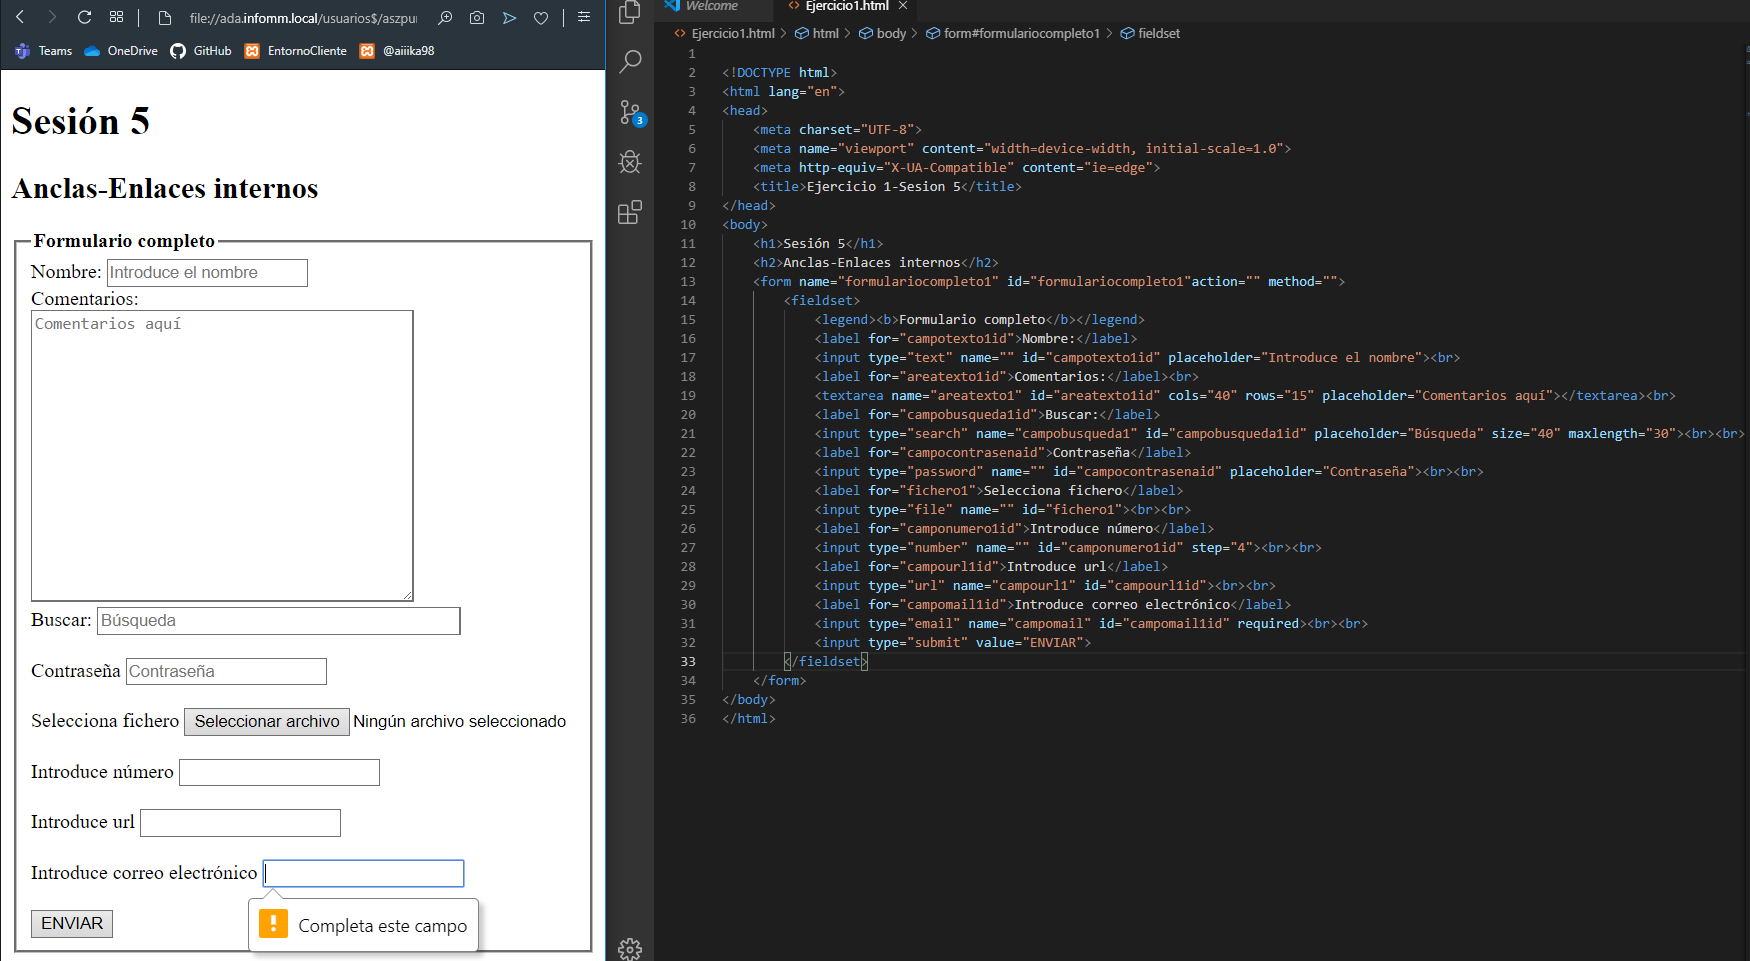 file://ada.infomm.local/usuarios$/aszpu
Teams OneDrive GitHub EntornoCliente @aiiika98
Sesión 5
Anclas-Enlaces internos
Formulario completo
Nombre: Introduce el nombre
Comentarios:
Comentarios aquí
Buscar: Búsqueda
Contraseña Contraseña
Selecciona fichero Seleccionar archivo Ningún archivo seleccionado
Introduce número
Introduce url
Introduce correo electrónico
ENVIAR
! Completa este campo
3
Welcome <> Ejercicio1.html ×
<> Ejercicio1.html > html > body > form#formulariocompleto1 > fieldset
1
2 <!DOCTYPE html>
3 <html lang="en">
4 <head>
5 <meta charset="UTF-8">
6 <meta name="viewport" content="width=device-width, initial-scale=1.0">
7 <meta http-equiv="X-UA-Compatible" content="ie=edge">
8 <title>Ejercicio 1-Sesion 5</title>
9 </head>
10 <body>
11 <h1>Sesión 5</h1>
12 <h2>Anclas-Enlaces internos</h2>
13 <form name="formulariocompleto1" id="formulariocompleto1"action="" method="">
14 <fieldset>
15 <legend><b>Formulario completo</b></legend>
16 <label for="campotexto1id">Nombre:</label>
17 <input type="text" name="" id="campotexto1id" placeholder="Introduce el nombre"><br>
18 <label for="areatexto1id">Comentarios:</label><br>
19 <textarea name="areatexto1" id="areatexto1id" cols="40" rows="15" placeholder="Comentarios aquí"></textarea><br>
20 <label for="campobusqueda1id">Buscar:</label>
21 <input type="search" name="campobusqueda1" id="campobusqueda1id" placeholder="Búsqueda" size="40" maxlength="30"><br><br>
22 <label for="campocontrasenaid">Contraseña</label>
23 <input type="password" name="" id="campocontrasenaid" placeholder="Contraseña"><br><br>
24 <label for="fichero1">Selecciona fichero</label>
25 <input type="file" name="" id="fichero1"><br><br>
26 <label for="camponumero1id">Introduce número</label>
27 <input type="number" name="" id="camponumero1id" step="4"><br><br>
28 <label for="campourl1id">Introduce url</label>
29 <input type="url" name="campourl1" id="campourl1id"><br><br>
30 <label for="campomail1id">Introduce correo electrónico</label>
31 <input type="email" name="campomail" id="campomail1id" required><br><br>
32 <input type="submit" value="ENVIAR">
33 </fieldset>
34 </form>
35 </body>
36 </html>